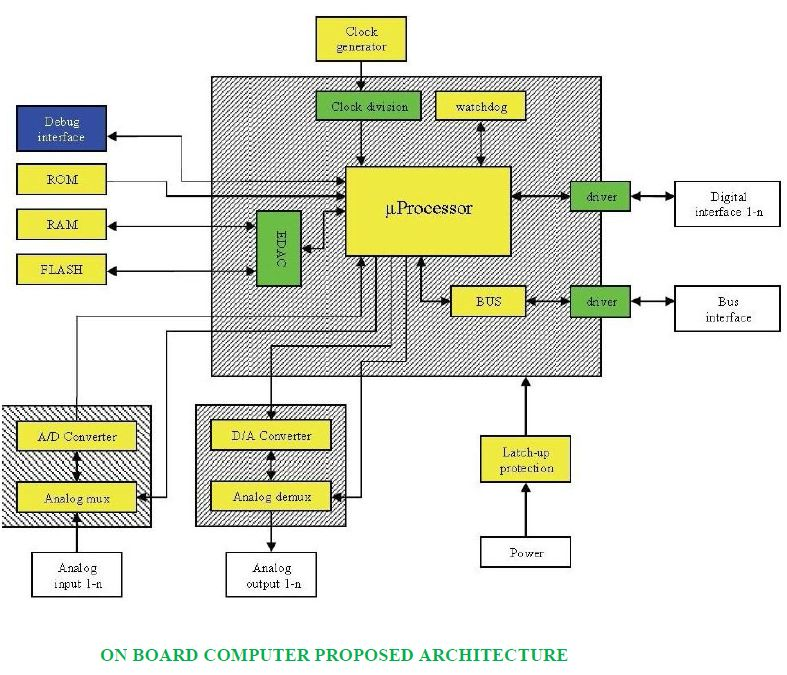 Clock
generator
Clock division
watchdog
Debug
interface
ROM
RAM
FLASH
EDAC
μProcessor
driver
Digital
interface 1-n
BUS
driver
Bus
interface
A/D Converter
Analog mux
Analog
input 1-n
D/A Converter
Analog demux
Analog
output 1-n
Latch-up
protection
Power
ON BOARD COMPUTER PROPOSED ARCHITECTURE